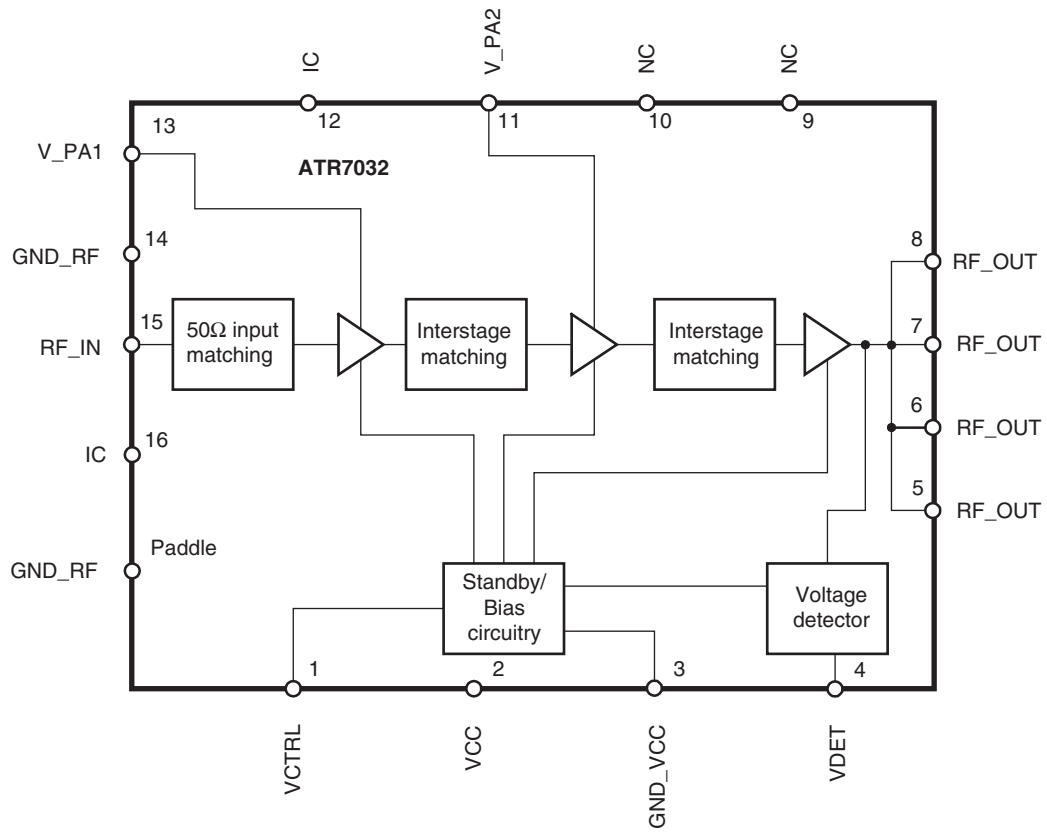 IC
V_PA2
NC
NC
13
12
11
10
9
V_PA1
ATR7032
14
GND_RF
8
RF_OUT
15
RF_IN
50Ω input
matching
Interstage
matching
Interstage
matching
7
RF_OUT
6
RF_OUT
16
IC
5
RF_OUT
Paddle
GND_RF
Standby/
Bias
circuitry
Voltage
detector
1
2
3
4
VCTRL
VCC
GND_VCC
VDET